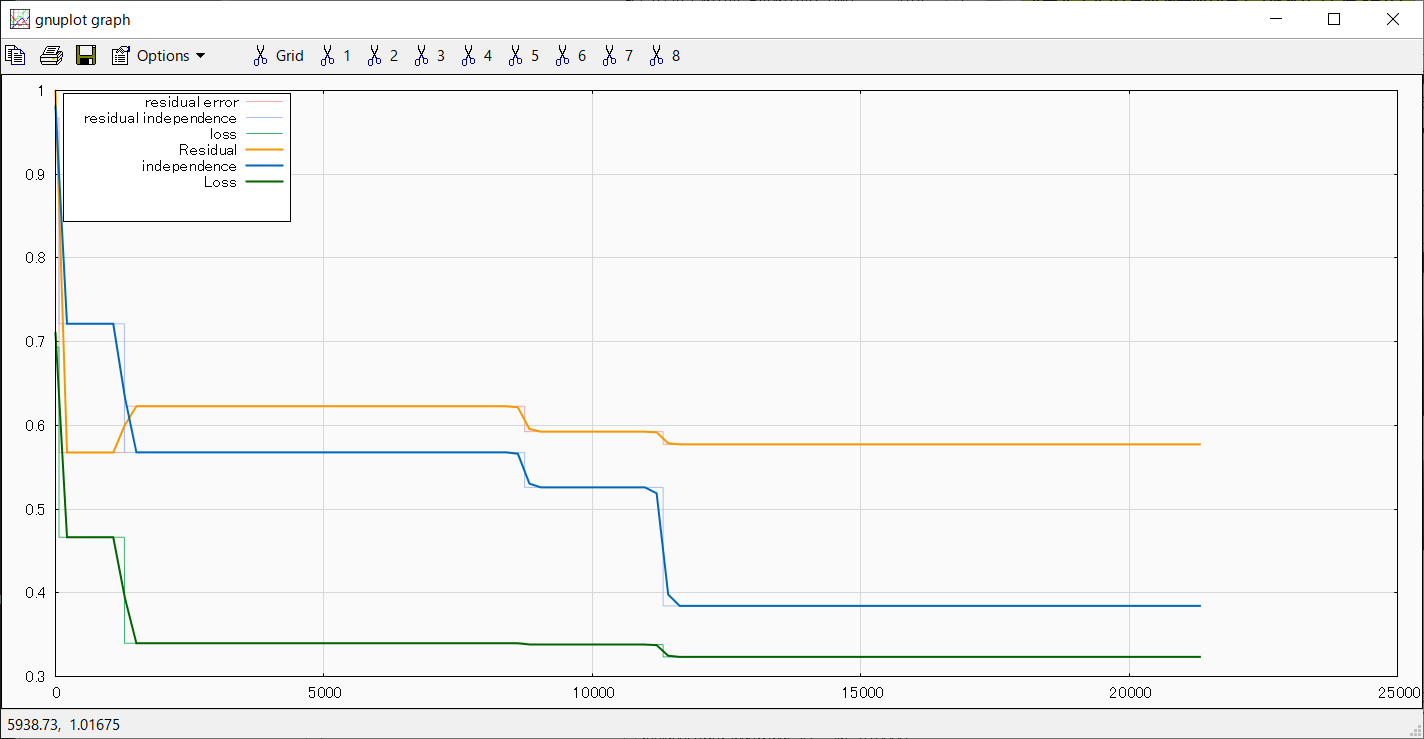 gnuplot graph
Options Grid 1 2 3 4 5 6 7 8
1
0.9
0.8
0.7
0.6
0.5
0.4
0.3
residual error
residual independence
loss
Residual
independence
Loss
0 5000 10000 15000 20000 25000
5938.73, 1.01675